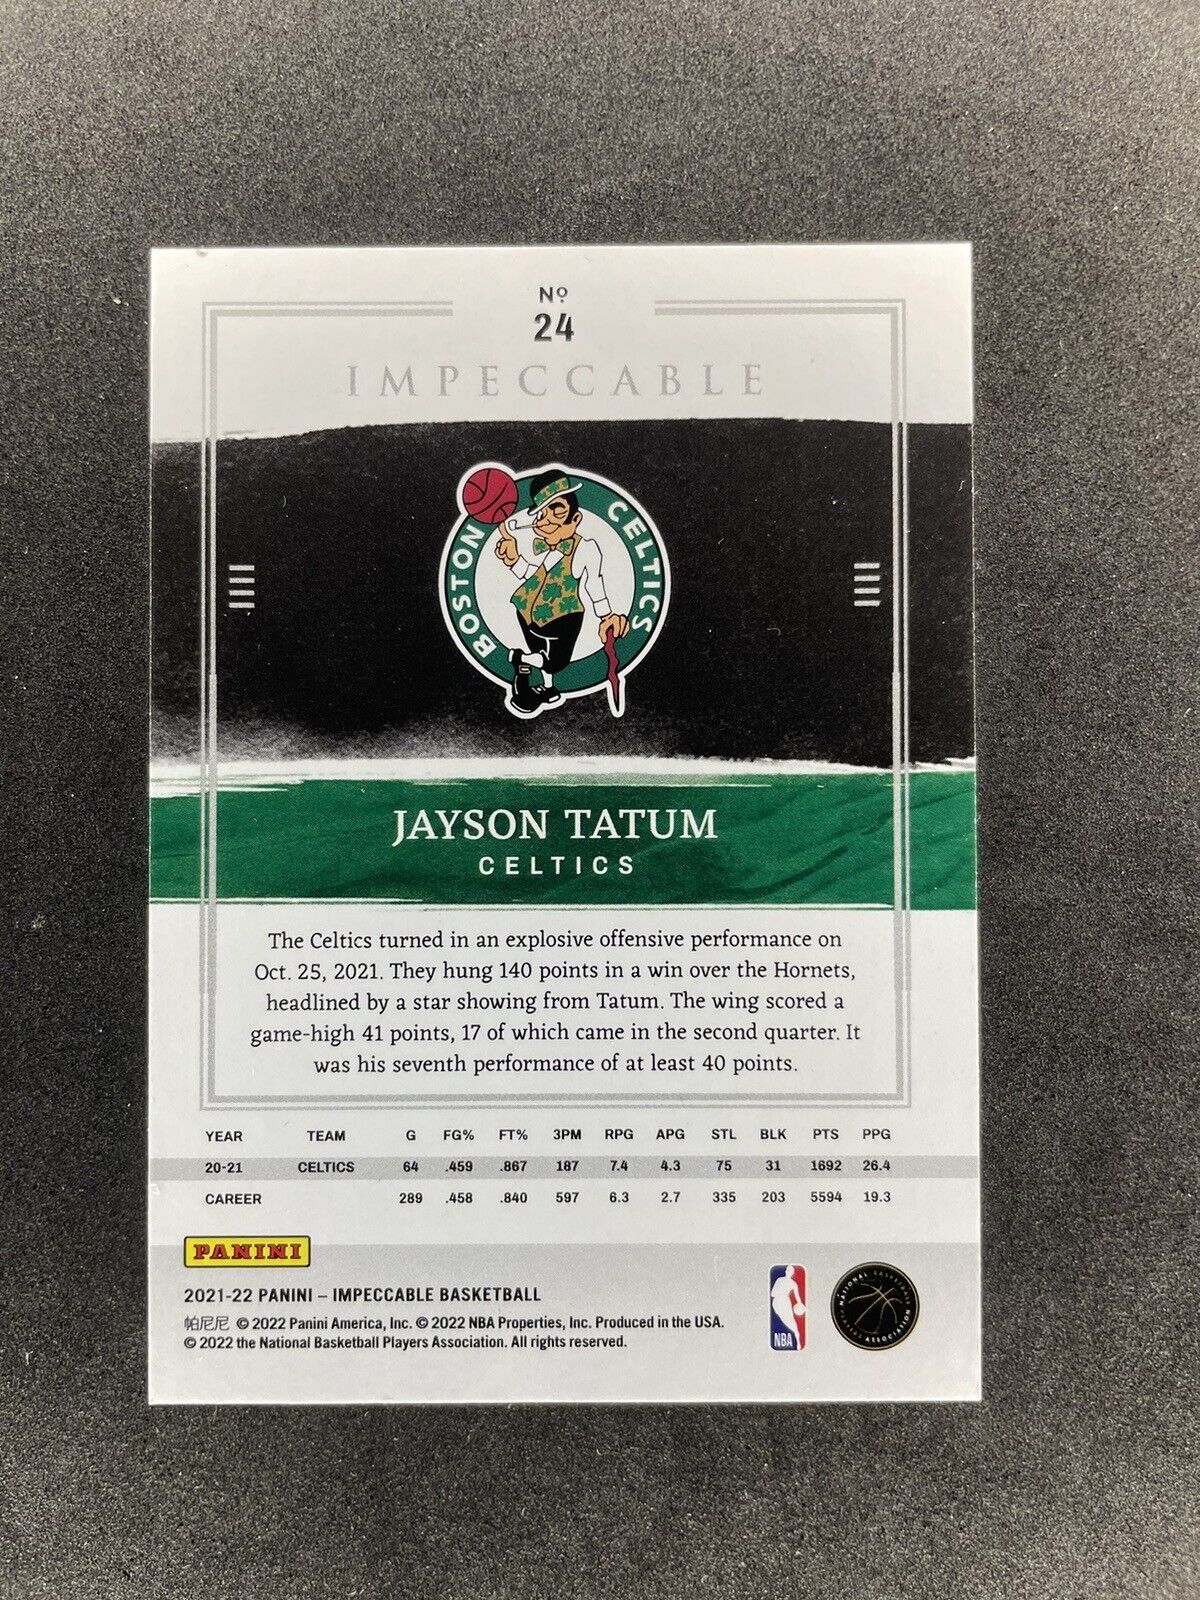 Nº
24
IMPECCABLE
BOSTON CELTICS
JAYSON TATUM
CELTICS
The Celtics turned in an explosive offensive performance on
Oct. 25, 2021. They hung 140 points in a win over the Hornets,
headlined by a star showing from Tatum. The wing scored a
game-high 41 points, 17 of which came in the second quarter. It
was his seventh performance of at least 40 points.
YEAR TEAM G FG% FT% 3PM RPG APG STL BLK PTS PPG
20-21 CELTICS 64 .459 .867 187 7.4 4.3 75 31 1692 26.4
CAREER 289 .458 .840 597 6.3 2.7 335 203 5594 19.3
PANINI
2021-22 PANINI – IMPECCABLE BASKETBALL
帕尼尼 © 2022 Panini America, Inc. © 2022 NBA Properties, Inc. Produced in the USA.
© 2022 the National Basketball Players Association. All rights reserved.
NBA
NATIONAL BASKETBALL PLAYERS ASSOCIATION